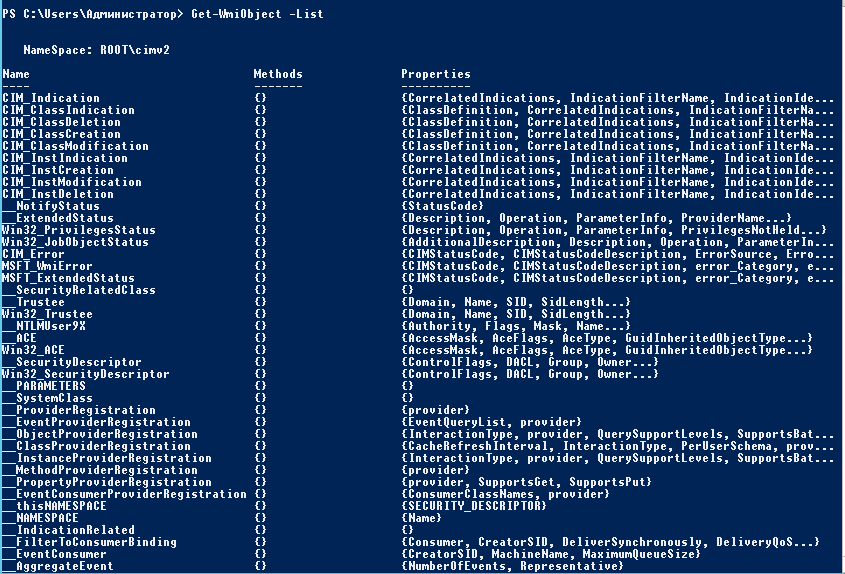 PS C:\Users\Администратор> Get-WmiObject -List
NameSpace: ROOT\cimv2
Name Methods Properties
---- ------- ----------
CIM_Indication {} {CorrelatedIndications, IndicationFilterName, IndicationIde...
CIM_ClassIndication {} {ClassDefinition, CorrelatedIndications, IndicationFilterNa...
CIM_ClassDeletion {} {ClassDefinition, CorrelatedIndications, IndicationFilterNa...
CIM_ClassCreation {} {ClassDefinition, CorrelatedIndications, IndicationFilterNa...
CIM_ClassModification {} {ClassDefinition, CorrelatedIndications, IndicationFilterNa...
CIM_InstIndication {} {CorrelatedIndications, IndicationFilterName, IndicationIde...
CIM_InstCreation {} {CorrelatedIndications, IndicationFilterName, IndicationIde...
CIM_InstModification {} {CorrelatedIndications, IndicationFilterName, IndicationIde...
CIM_InstDeletion {} {CorrelatedIndications, IndicationFilterName, IndicationIde...
__NotifyStatus {} {StatusCode}
__ExtendedStatus {} {Description, Operation, ParameterInfo, ProviderName...}
Win32_PrivilegesStatus {} {Description, Operation, ParameterInfo, PrivilegesNotHeld...}
Win32_JobObjectStatus {} {AdditionalDescription, Description, Operation, ParameterIn...
CIM_Error {} {CIMStatusCode, CIMStatusCodeDescription, ErrorSource, Erro...
MSFT_WmiError {} {CIMStatusCode, CIMStatusCodeDescription, error_Category, e...
MSFT_ExtendedStatus {} {CIMStatusCode, CIMStatusCodeDescription, error_Category, e...
__SecurityRelatedClass {} {}
__Trustee {} {Domain, Name, SID, SidLength...}
Win32_Trustee {} {Domain, Name, SID, SidLength...}
__NTLMUser9X {} {Authority, Flags, Mask, Name...}
__ACE {} {AccessMask, AceFlags, AceType, GuidInheritedObjectType...}
Win32_ACE {} {AccessMask, AceFlags, AceType, GuidInheritedObjectType...}
__SecurityDescriptor {} {ControlFlags, DACL, Group, Owner...}
Win32_SecurityDescriptor {} {ControlFlags, DACL, Group, Owner...}
__PARAMETERS {} {}
__SystemClass {} {}
__ProviderRegistration {} {provider}
__EventProviderRegistration {} {EventQueryList, provider}
__ObjectProviderRegistration {} {InteractionType, provider, QuerySupportLevels, SupportsBat...
__ClassProviderRegistration {} {CacheRefreshInterval, InteractionType, PerUserSchema, prov...
__InstanceProviderRegistration {} {InteractionType, provider, QuerySupportLevels, SupportsBat...
__MethodProviderRegistration {} {provider}
__PropertyProviderRegistration {} {provider, SupportsGet, SupportsPut}
__EventConsumerProviderRegistration {} {ConsumerClassNames, provider}
__thisNAMESPACE {} {SECURITY_DESCRIPTOR}
__NAMESPACE {} {Name}
__IndicationRelated {} {}
__FilterToConsumerBinding {} {Consumer, CreatorSID, DeliverSynchronously, DeliveryQoS...}
__EventConsumer {} {CreatorSID, MachineName, MaximumQueueSize}
__AggregateEvent {} {NumberOfEvents, Representative}